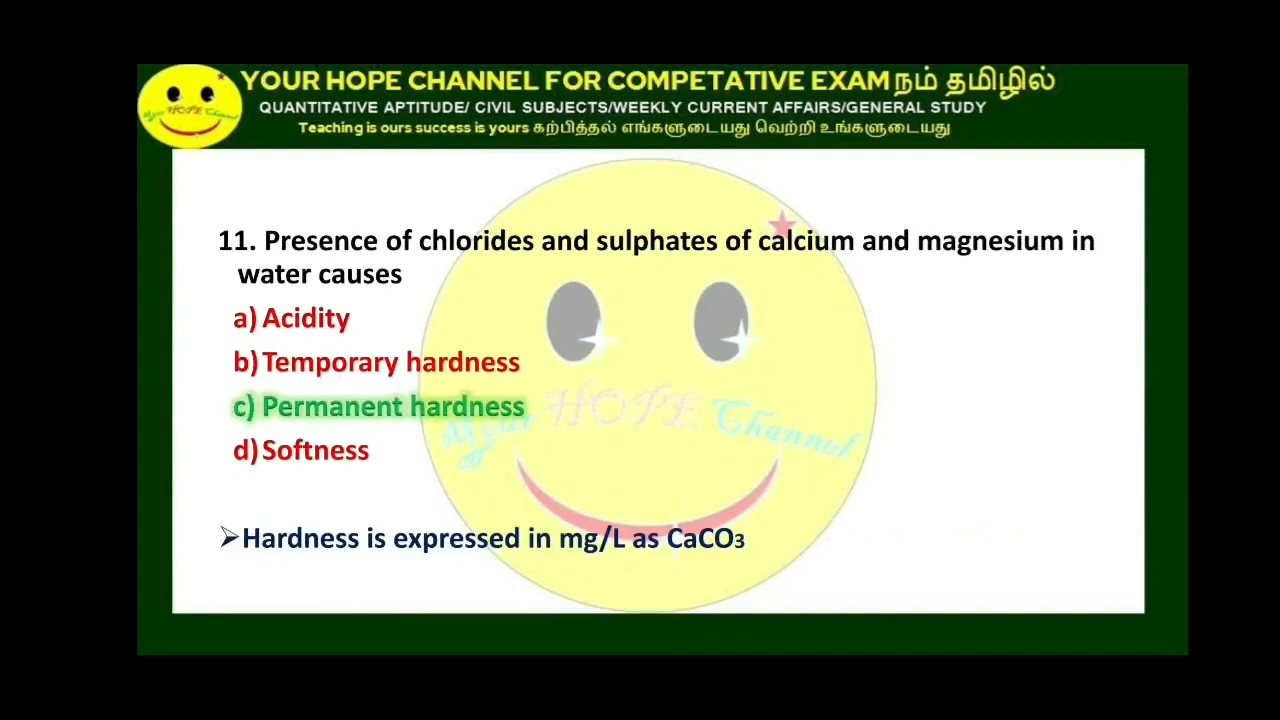 YOUR HOPE CHANNEL FOR COMPETATIVE EXAM நம் தமிழில்
QUANTITATIVE APTITUDE/ CIVIL SUBJECTS/WEEKLY CURRENT AFFAIRS/GENERAL STUDY
Teaching is ours success is yours கற்பித்தல் எங்களுடையது வெற்றி உங்களுடையது
11. Presence of chlorides and sulphates of calcium and magnesium in
water causes
a) Acidity
b) Temporary hardness
c) Permanent hardness
d) Softness
HOPE Channel
➢Hardness is expressed in mg/L as CaCO₃